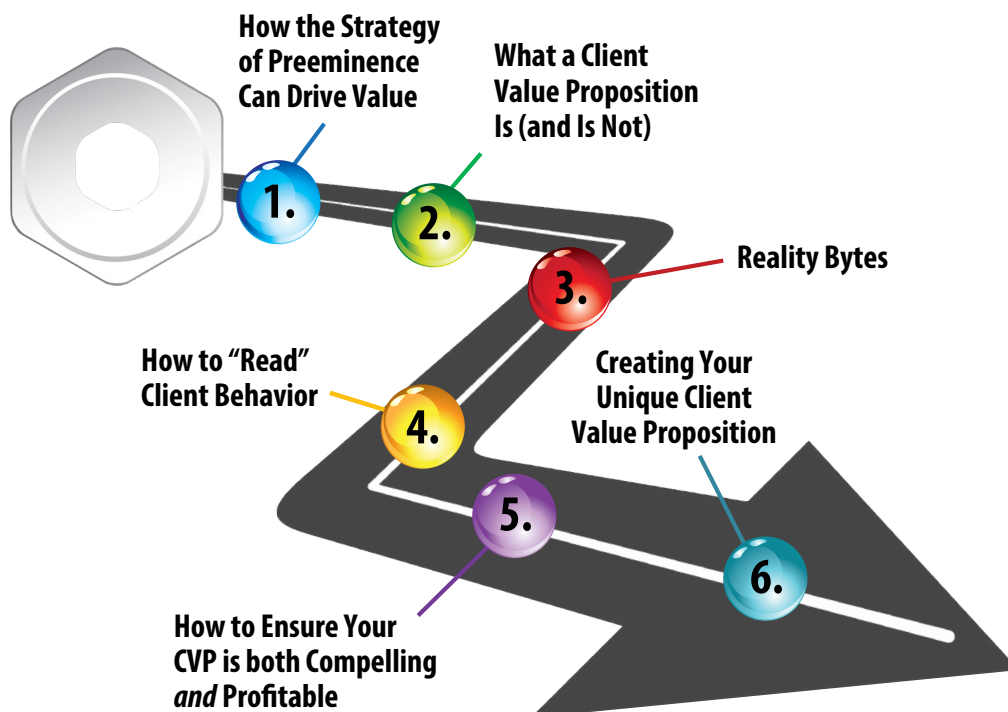 How the Strategy
of Preeminence
Can Drive Value
1.
What a Client
Value Proposition
Is (and Is Not)
2.
Reality Bytes
3.
How to “Read”
Client Behavior
4.
How to Ensure Your
CVP is both Compelling
and Profitable
5.
Creating Your
Unique Client
Value Proposition
6.